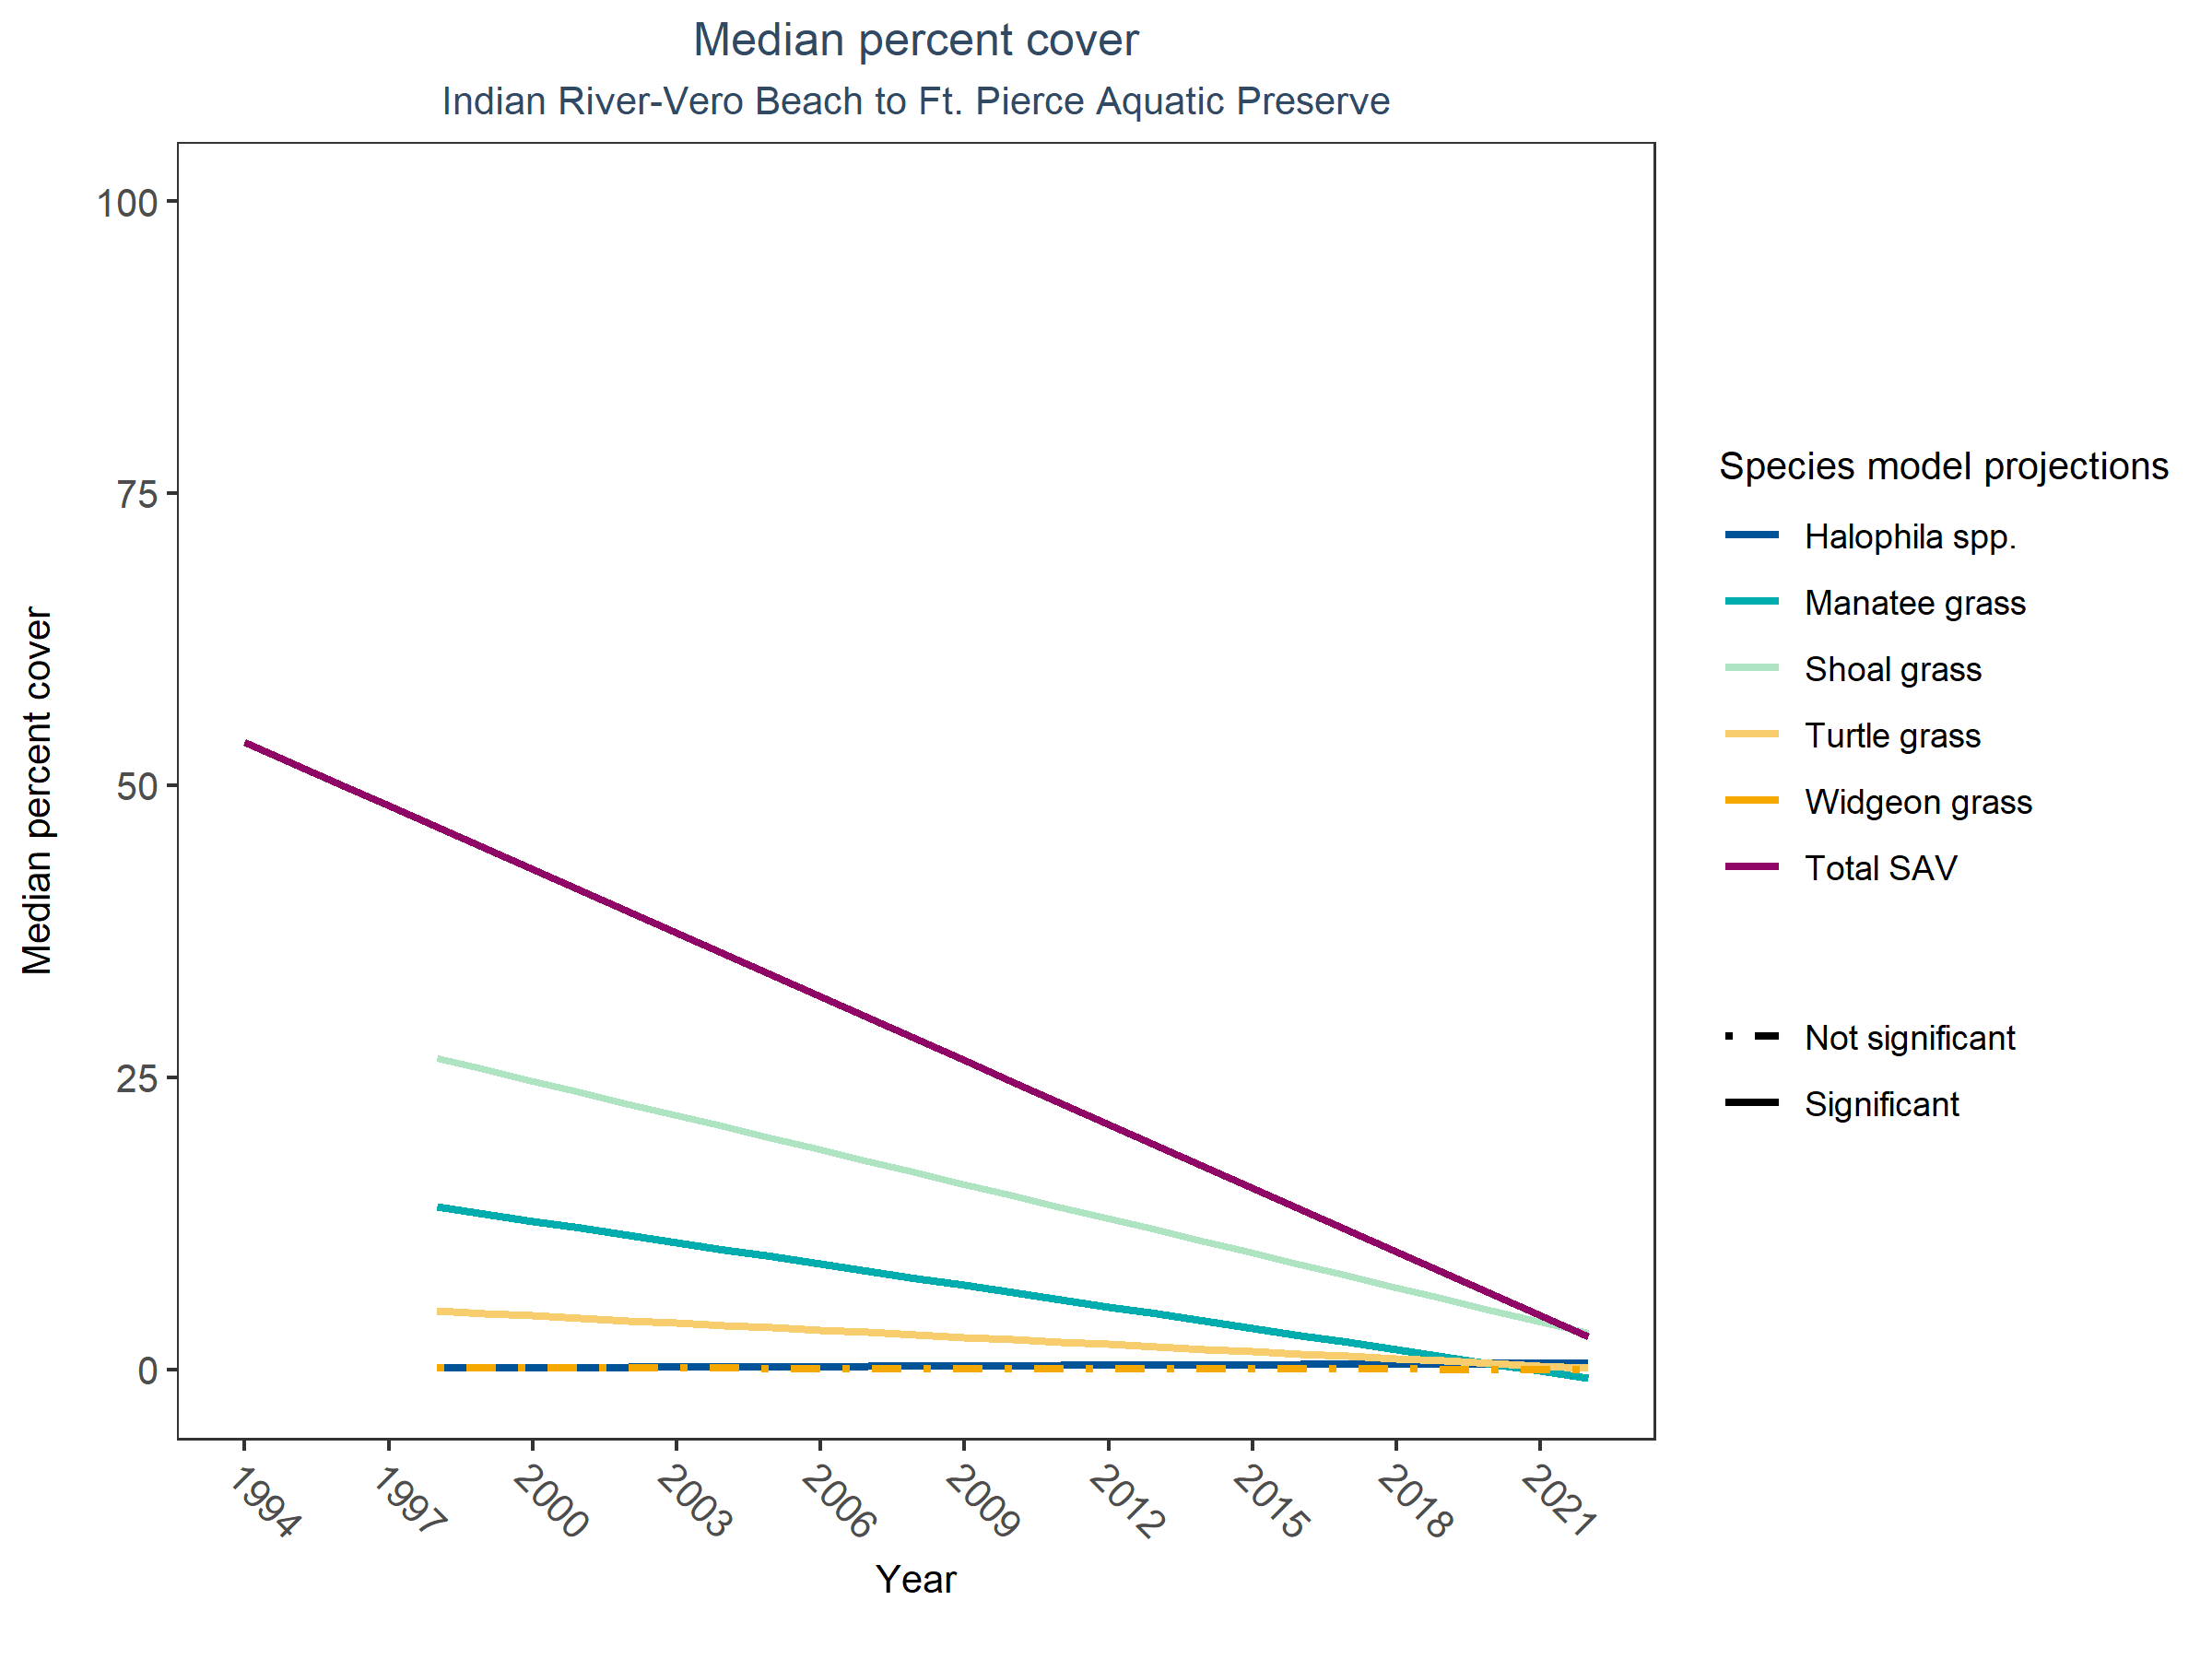 Median percent cover
Indian River-Vero Beach to Ft. Pierce Aquatic Preserve
100
75
50
25
0
Median percent cover
1994
1997
2000
2003
2006
2009
2012
2015
2018
2021
Year
Species model projections
Halophila spp.
Manatee grass
Shoal grass
Turtle grass
Widgeon grass
Total SAV
Not significant
Significant